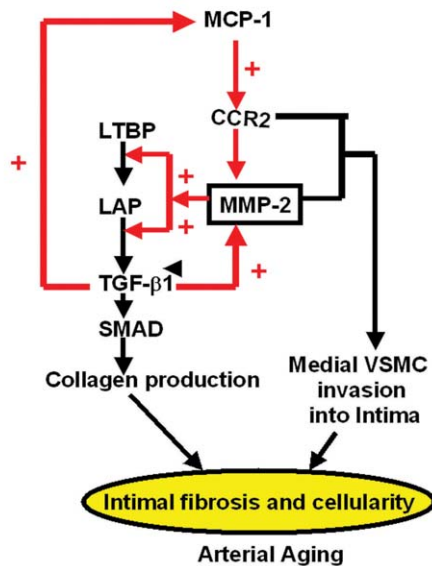 MCP-1
+
CCR2
+
LTBP
+
MMP-2
LAP
+
+
TGF-β1
SMAD
Collagen production
Medial VSMC
invasion
into Intima
Intimal fibrosis and cellularity
Arterial Aging